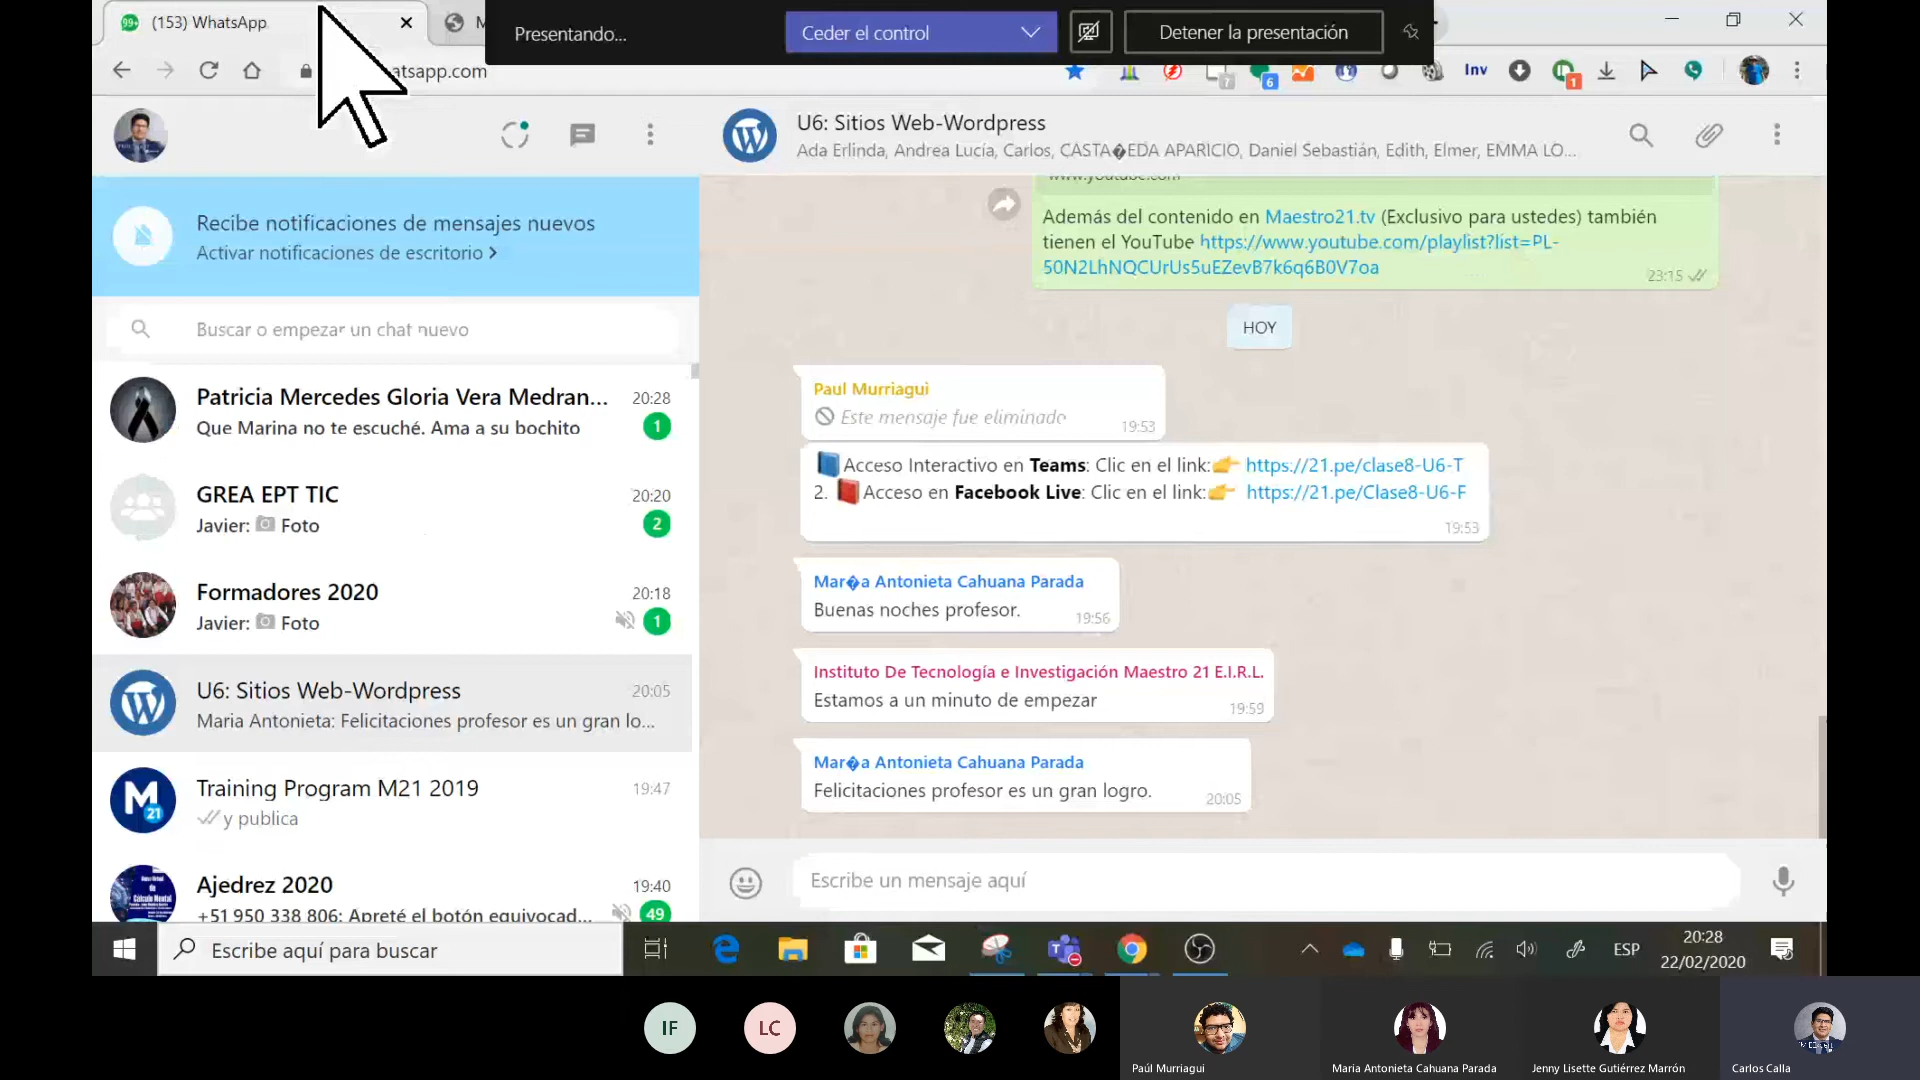 (153) WhatsApp
M
Presentando...
Ceder el control
Detener la presentación
atsapp.com
7
6
Inv
1
U6: Sitios Web-Wordpress
Ada Erlinda, Andrea Lucía, Carlos, CASTA�EDA APARICIO, Daniel Sebastián, Edith, Elmer, EMMA LO...
Recibe notificaciones de mensajes nuevos
Activar notificaciones de escritorio >
Buscar o empezar un chat nuevo
Patricia Mercedes Gloria Vera Medran...
20:28
Que Marina no te escuché. Ama a su bochito
1
GREA EPT TIC
20:20
Javier: Foto
2
Formadores 2020
20:18
Javier: Foto
1
U6: Sitios Web-Wordpress
20:05
Maria Antonieta: Felicitaciones profesor es un gran lo...
M
21
Training Program M21 2019
19:47
y publica
Ajedrez 2020
19:40
+51 950 338 806: Apreté el botón equivocad...
49
www.youtube.com
Además del contenido en Maestro21.tv (Exclusivo para ustedes) también
tienen el YouTube https://www.youtube.com/playlist?list=PL-
50N2LhNQCUrUs5uEZevB7k6q6B0V7oa
23:15
HOY
Paul Murriagui
Este mensaje fue eliminado
19:53
Acceso Interactivo en Teams: Clic en el link:👉 https://21.pe/clase8-U6-T
2. Acceso en Facebook Live: Clic en el link:👉 https://21.pe/Clase8-U6-F
19:53
Mar�a Antonieta Cahuana Parada
Buenas noches profesor.
19:56
Instituto De Tecnología e Investigación Maestro 21 E.I.R.L.
Estamos a un minuto de empezar
19:59
Mar�a Antonieta Cahuana Parada
Felicitaciones profesor es un gran logro.
20:05
Escribe un mensaje aquí
Escribe aquí para buscar
ESP
20:28
22/02/2020
IF
LC
Paúl Murriagui
Maria Antonieta Cahuana Parada
Jenny Lisette Gutiérrez Marrón
Carlos Calla